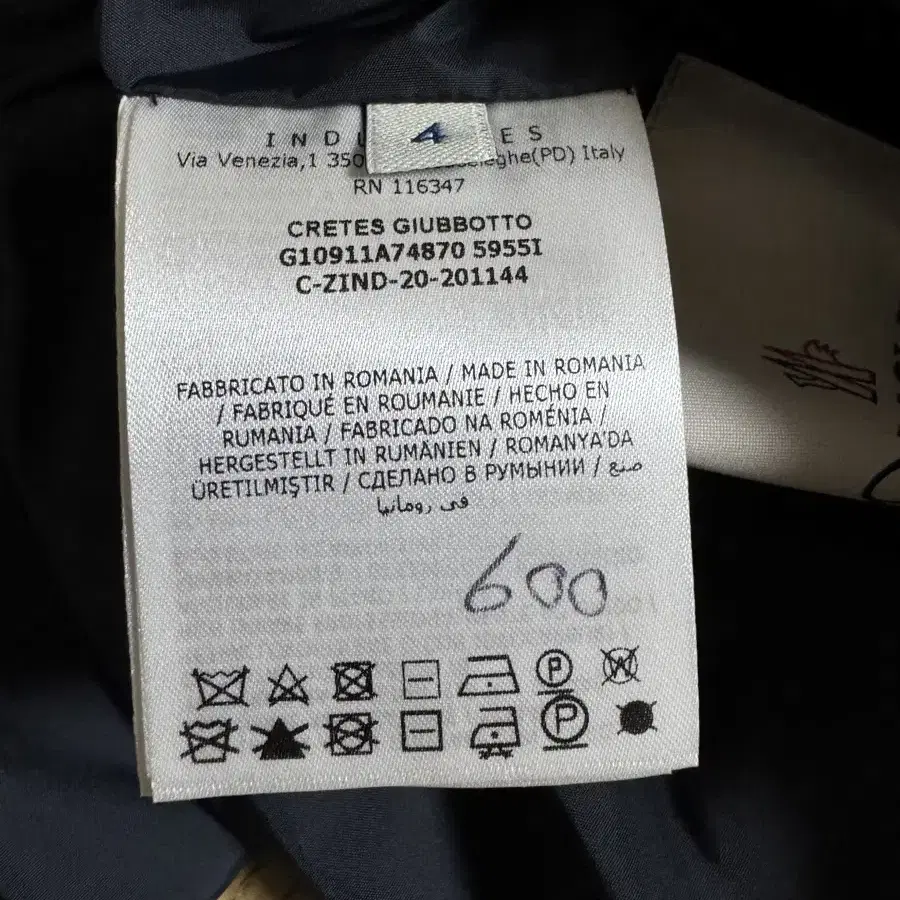 4
IND ES
Via Venezia,1 350 eghe(PD) Italy
RN 116347
CRETES GIUBBOTTO
G10911A74870 5955I
C-ZIND-20-201144
FABBRICATO IN ROMANIA / MADE IN ROMANIA
/ FABRIQUÉ EN ROUMANIE / HECHO EN
RUMANIA / FABRICADO NA ROMÉNIA /
HERGESTELLT IN RUMÄNIEN / ROMANYA'DA
ÜRETILMIŞTIR / СДЕЛАНО В РУМЫНИИ / صنع
في رومانيا
600
P W
P